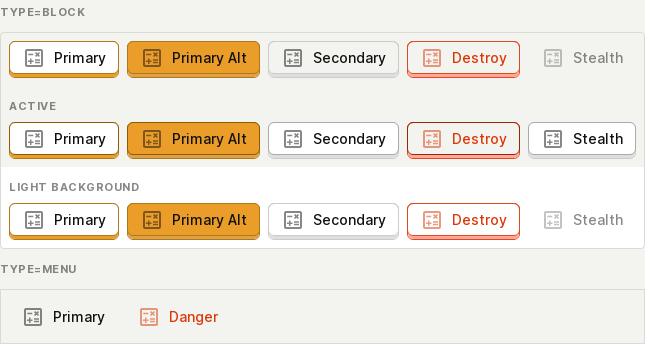 TYPE=BLOCK
Primary Primary Alt Secondary Destroy Stealth
ACTIVE
Primary Primary Alt Secondary Destroy Stealth
LIGHT BACKGROUND
Primary Primary Alt Secondary Destroy Stealth
TYPE=MENU
Primary Danger